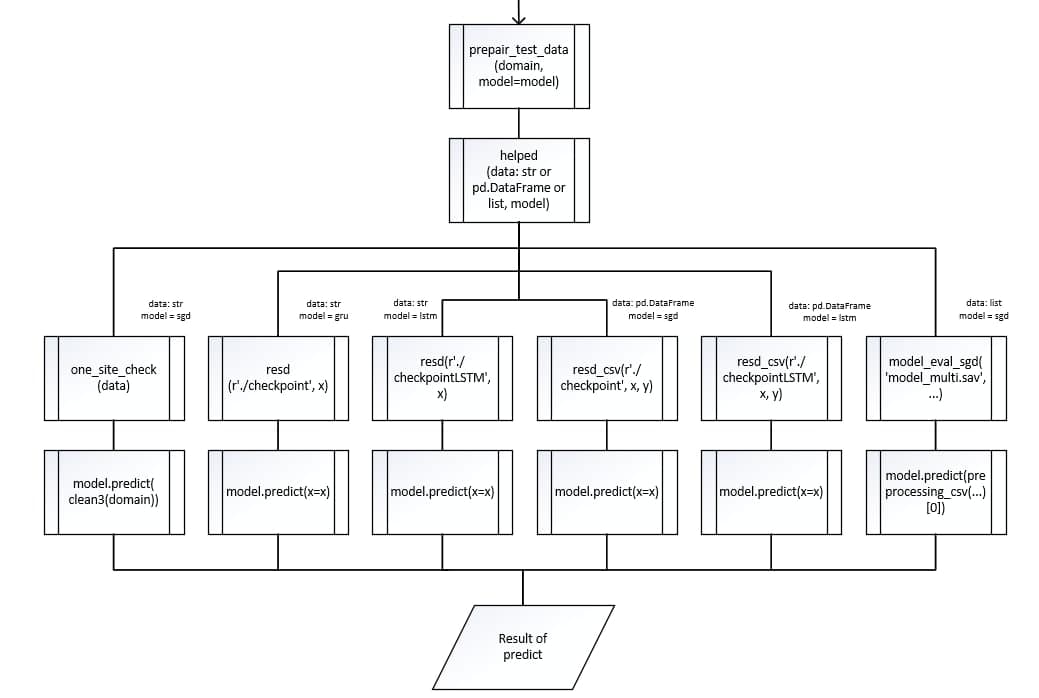 prepair_test_data
(domain,
model=model)
helped
(data: str or
pd.DataFrame or
list, model)
data: str
model = sgd
data: str
model = gru
data: str
model = lstm
data: pd.DataFrame
model = sgd
data: pd.DataFrame
model = lstm
data: list
model = sgd
one_site_check
(data)
resd
(r'./checkpoint', x)
resd(r'./
checkpointLSTM',
x)
resd_csv(r'./
checkpoint', x, y)
resd_csv(r'./
checkpointLSTM',
x, y)
model_eval_sgd(
'model_multi.sav',
...)
model.predict(
clean3(domain))
model.predict(x=x)
model.predict(x=x)
model.predict(x=x)
model.predict(x=x)
model.predict(pre
processing_csv(...)
[0])
Result of
predict